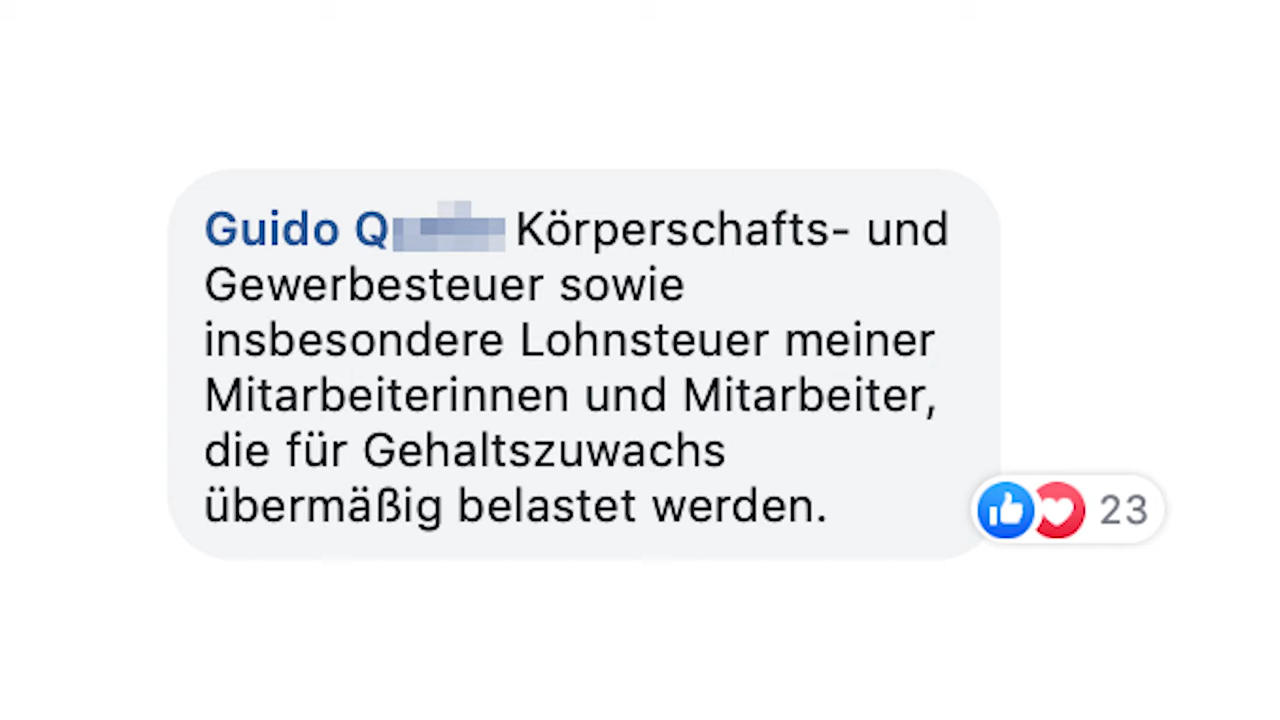 Guido Q Körperschafts- und
Gewerbesteuer sowie
insbesondere Lohnsteuer meiner
Mitarbeiterinnen und Mitarbeiter,
die für Gehaltszuwachs
übermäßig belastet werden.
23